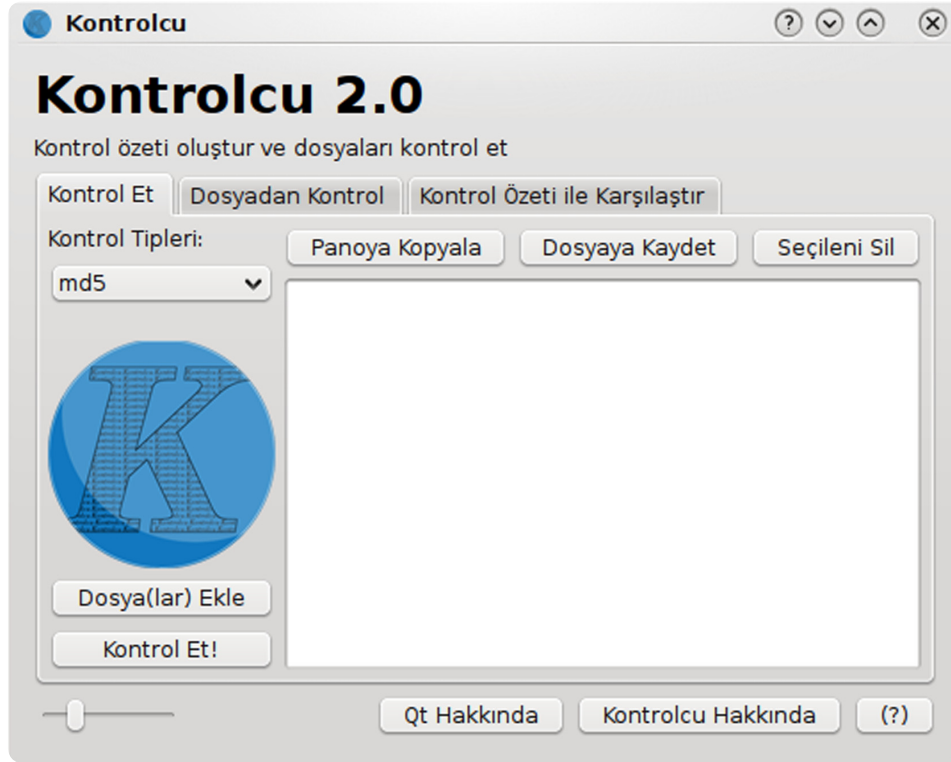 Kontrolcu
Kontrolcu 2.0
Kontrol özeti oluştur ve dosyaları kontrol et
Kontrol Et Dosyadan Kontrol Kontrol Özeti ile Karşılaştır
Kontrol Tipleri: Panoya Kopyala Dosyaya Kaydet Seçileni Sil
md5
K
Dosya(lar) Ekle
Kontrol Et!
Qt Hakkında Kontrolcu Hakkında (?)